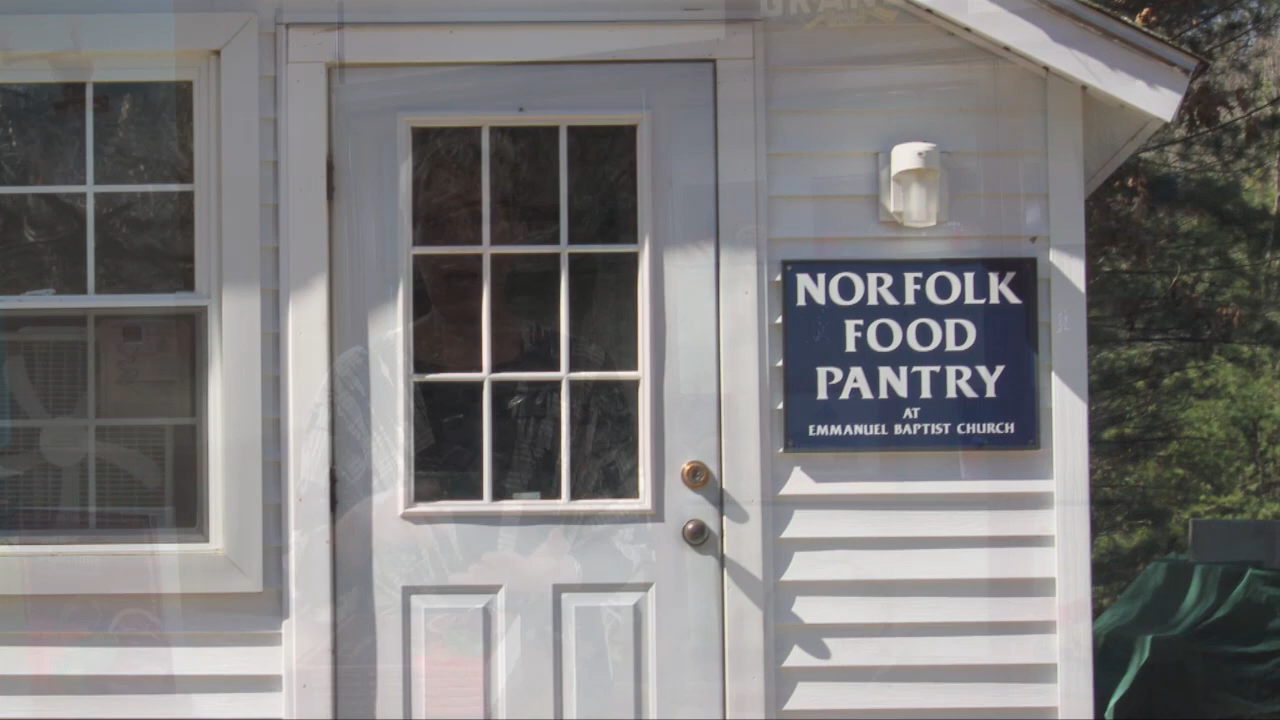 NORFOLK
FOOD
PANTRY
AT
EMMANUEL BAPTIST CHURCH